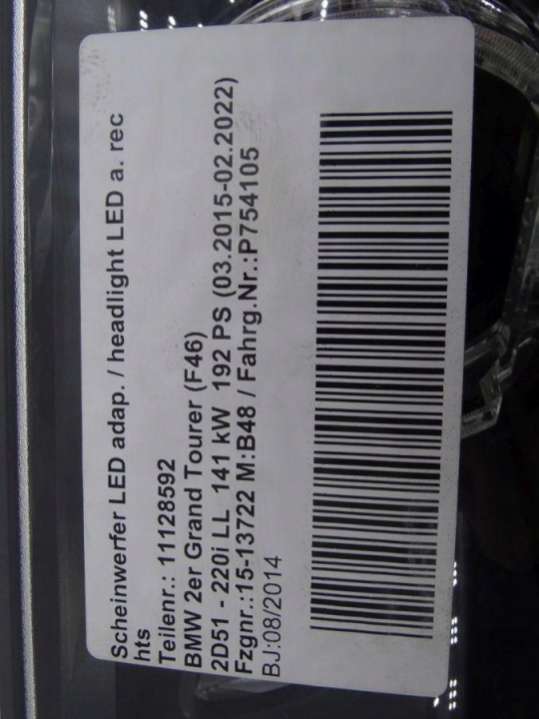 Scheinwerfer LED adap. / headlight LED a. rec
hts
Teilenr.: 11128592
BMW 2er Grand Tourer (F46)
2D51 - 220i LL 141 kW 192 PS (03.2015-02.2022)
Fzgnr.:15-13722 M:B48 / Fahrg.Nr.:P754105
BJ:08/2014